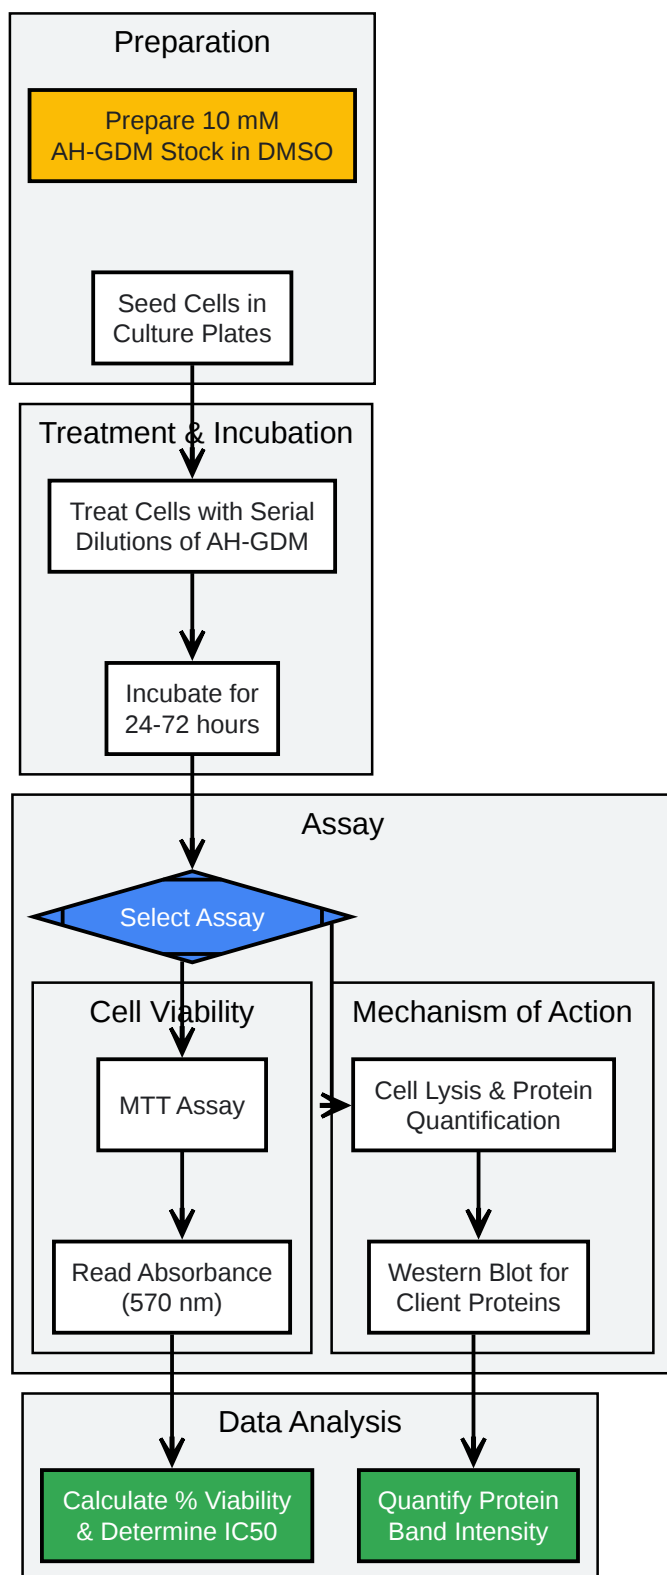 Preparation
Prepare 10 mM
AH-GDM Stock in DMSO
Seed Cells in
Culture Plates
Treatment & Incubation
Treat Cells with Serial
Dilutions of AH-GDM
Incubate for
24-72 hours
Assay
Select Assay
Cell Viability
MTT Assay
Read Absorbance
(570 nm)
Mechanism of Action
Cell Lysis & Protein
Quantification
Western Blot for
Client Proteins
Data Analysis
Calculate % Viability
& Determine IC50
Quantify Protein
Band Intensity